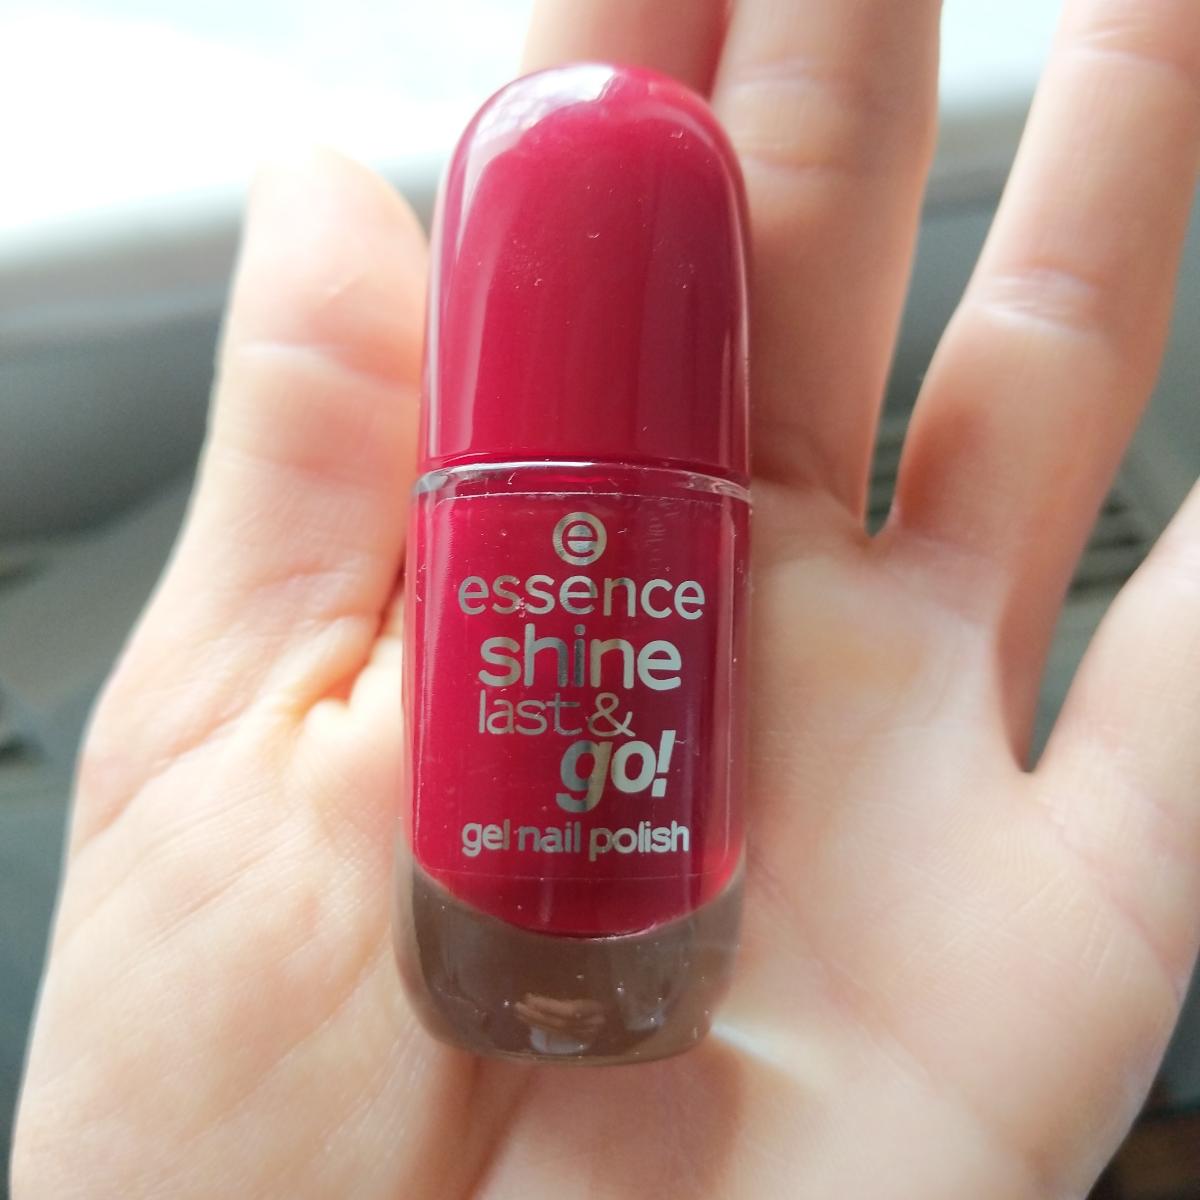 e
essence
shine
last &
go!
gel nail polish